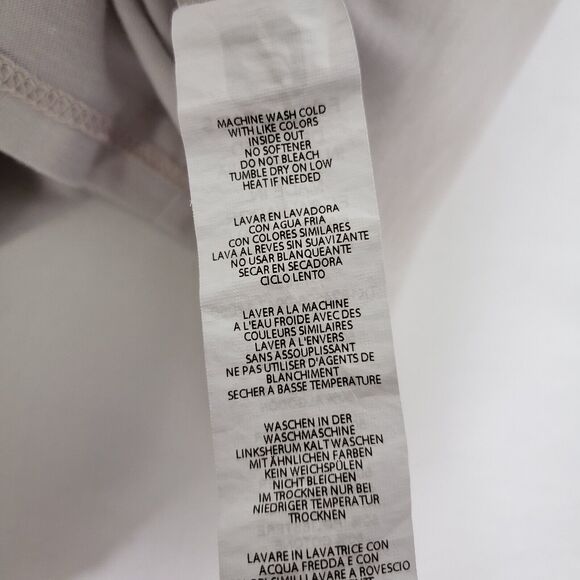 MACHINE WASH COLD
WITH LIKE COLORS
INSIDE OUT
NO SOFTENER
DO NOT BLEACH
TUMBLE DRY ON LOW
HEAT IF NEEDED
LAVAR EN LAVADORA
CON AGUA FRIA
CON COLORES SIMILARES
LAVA AL REVES SIN SUAVIZANTE
NO USAR BLANQUEANTE
SECAR EN SECADORA
CICLO LENTO
LAVER A LA MACHINE
A L'EAU FROIDE AVEC DES
COULEURS SIMILAIRES
LAVER A L'ENVERS
SANS ASSOUPLISSANT
NE PAS UTILISER D'AGENTS DE
BLANCHIMENT
SECHER A BASSE TEMPERATURE
WASCHEN IN DER
WASCHMASCHINE
LINKSHERUM KALT WASCHEN
MIT ÄHNLICHEN FARBEN
KEIN WEICHSPÜLEN
NICHT BLEICHEN
IM TROCKNER NUR BEI
NIEDRIGER TEMPERATUR
TROCKNEN
LAVARE IN LAVATRICE CON
ACQUA FREDDA E CON
SIMILI LAVARE A ROVESCIO